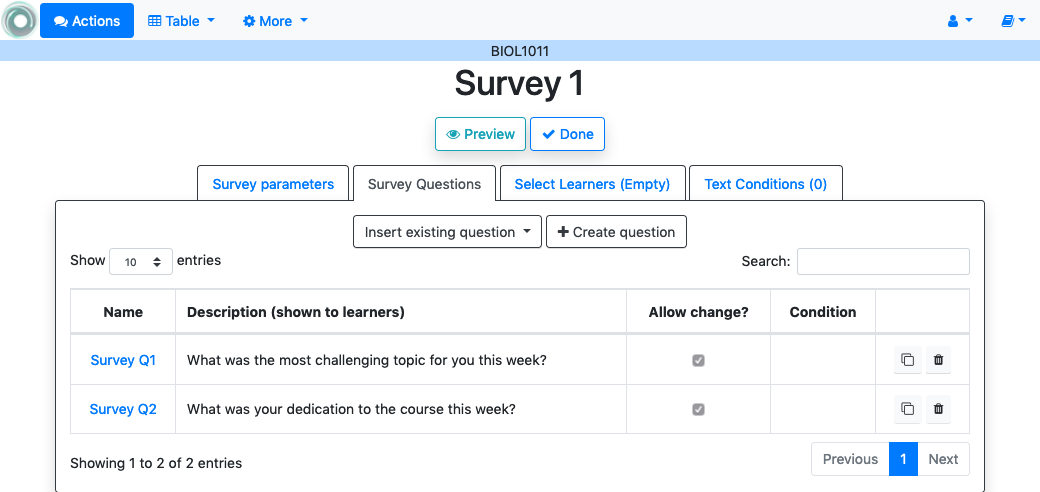 Actions Table More
BIOL1011
Survey 1
Preview Done
Survey parameters Survey Questions Select Learners (Empty) Text Conditions (0)
Insert existing question Create question
Show 10 entries Search:
Name Description (shown to learners) Allow change? Condition
Survey Q1 What was the most challenging topic for you this week?
Survey Q2 What was your dedication to the course this week?
Showing 1 to 2 of 2 entries Previous 1 Next